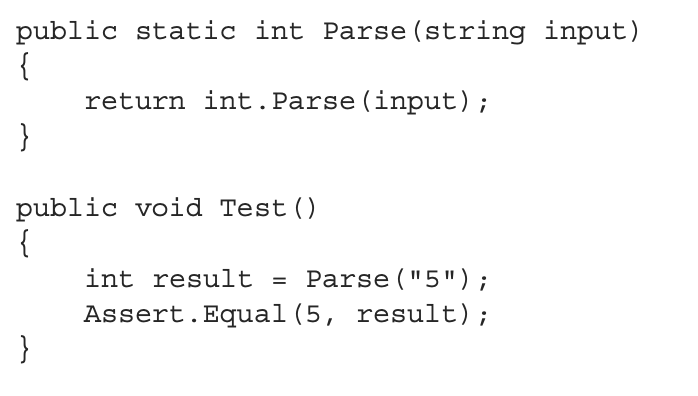 public static int Parse(string input)
{
    return int.Parse(input);
}

public void Test()
{
    int result = Parse("5");
    Assert.Equal(5, result);
}